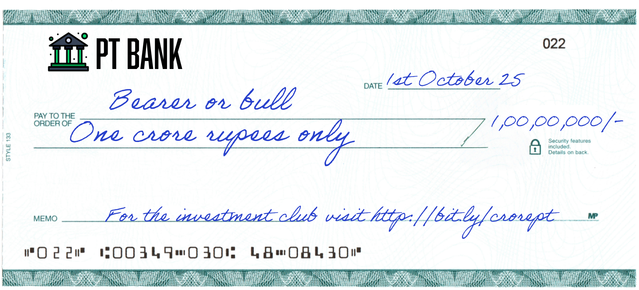 PT BANK
022
DATE 1st October 25
Bearer or bull
PAY TO THE
ORDER OF
One crore rupees only
1,00,00,000/-
Security features
included.
Details on back.
STYLE 133
MEMO For the investment club visit http://bit.ly/crorept MP
⑈022⑈ ⑆00349⑉030⑆ 48⑉08430⑈